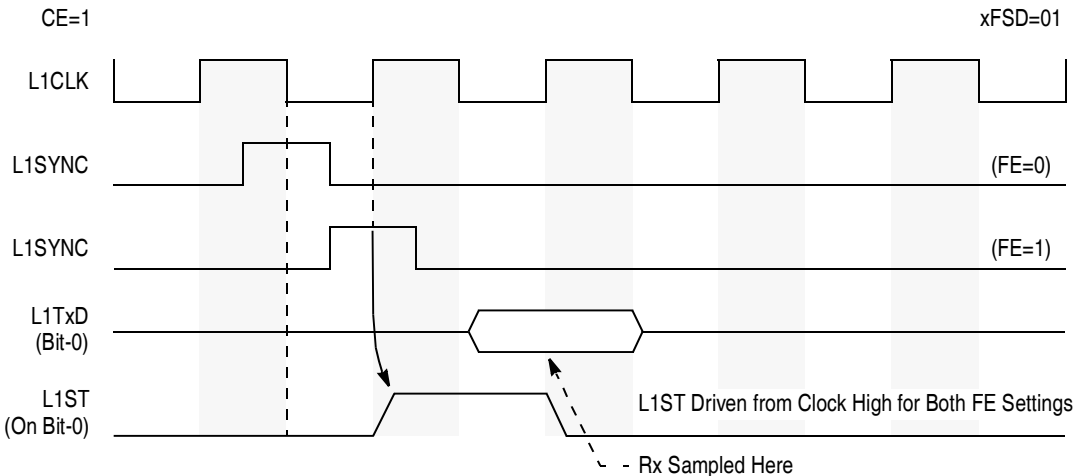 CE=1
xFSD=01
L1CLK
L1SYNC
(FE=0)
L1SYNC
(FE=1)
L1TxD
(Bit-0)
L1ST
(On Bit-0)
L1ST Driven from Clock High for Both FE Settings
Rx Sampled Here